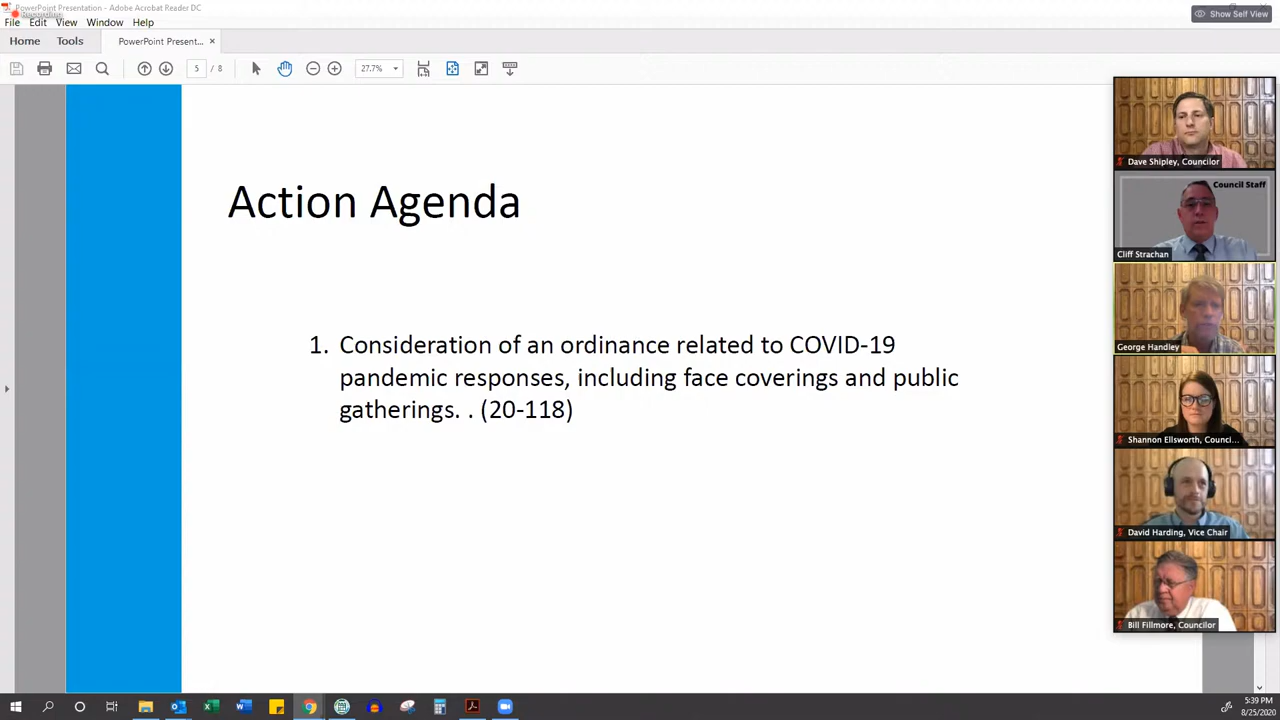 PowerPoint Presentation - Adobe Acrobat Reader DC
Show Self View
File Edit View Window Help
Home Tools PowerPoint Present... ×
5 / 8 27.7%
Action Agenda
1. Consideration of an ordinance related to COVID-19
pandemic responses, including face coverings and public
gatherings. . (20-118)
Dave Shipley, Councilor
Council Staff
Cliff Strachan
George Handley
Shannon Ellsworth, Counci...
David Harding, Vice Chair
Bill Fillmore, Councilor
5:39 PM
8/25/2020